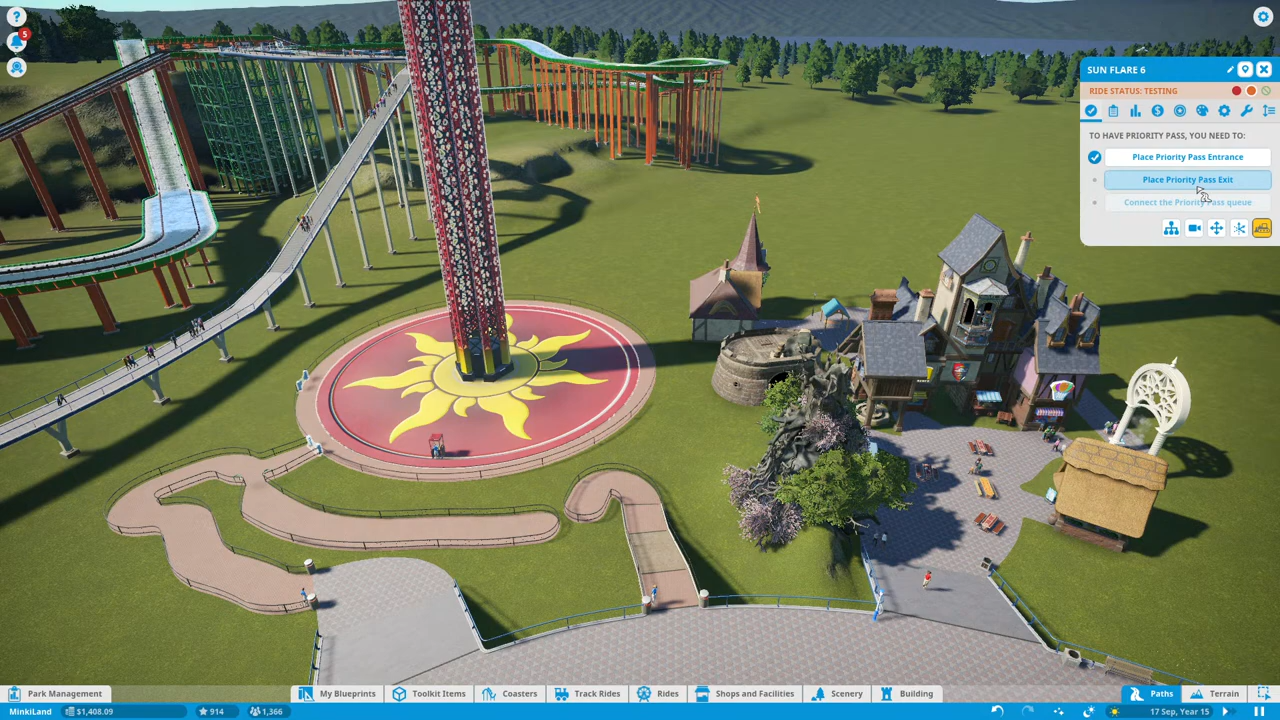 5
SUN FLARE 6
RIDE STATUS: TESTING
TO HAVE PRIORITY PASS, YOU NEED TO:
Place Priority Pass Entrance
Place Priority Pass Exit
Connect the Priority Pass queue
Park Management
My Blueprints
Toolkit Items
Coasters
Track Rides
Rides
Shops and Facilities
Scenery
Building
Paths
Terrain
MinkiLand
$1,408.09
914
1,366
17 Sep, Year 15